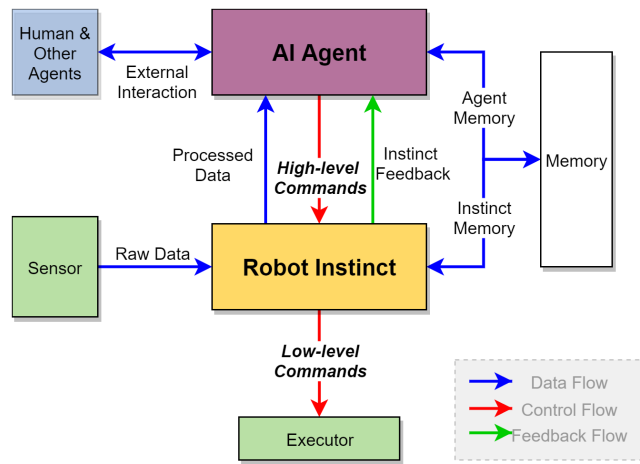 Human &
Other
Agents
External
Interaction
AI Agent
Agent
Memory
Memory
Processed
Data
High-level
Commands
Instinct
Feedback
Instinct
Memory
Sensor
Raw Data
Robot Instinct
Low-level
Commands
Executor
Data Flow
Control Flow
Feedback Flow